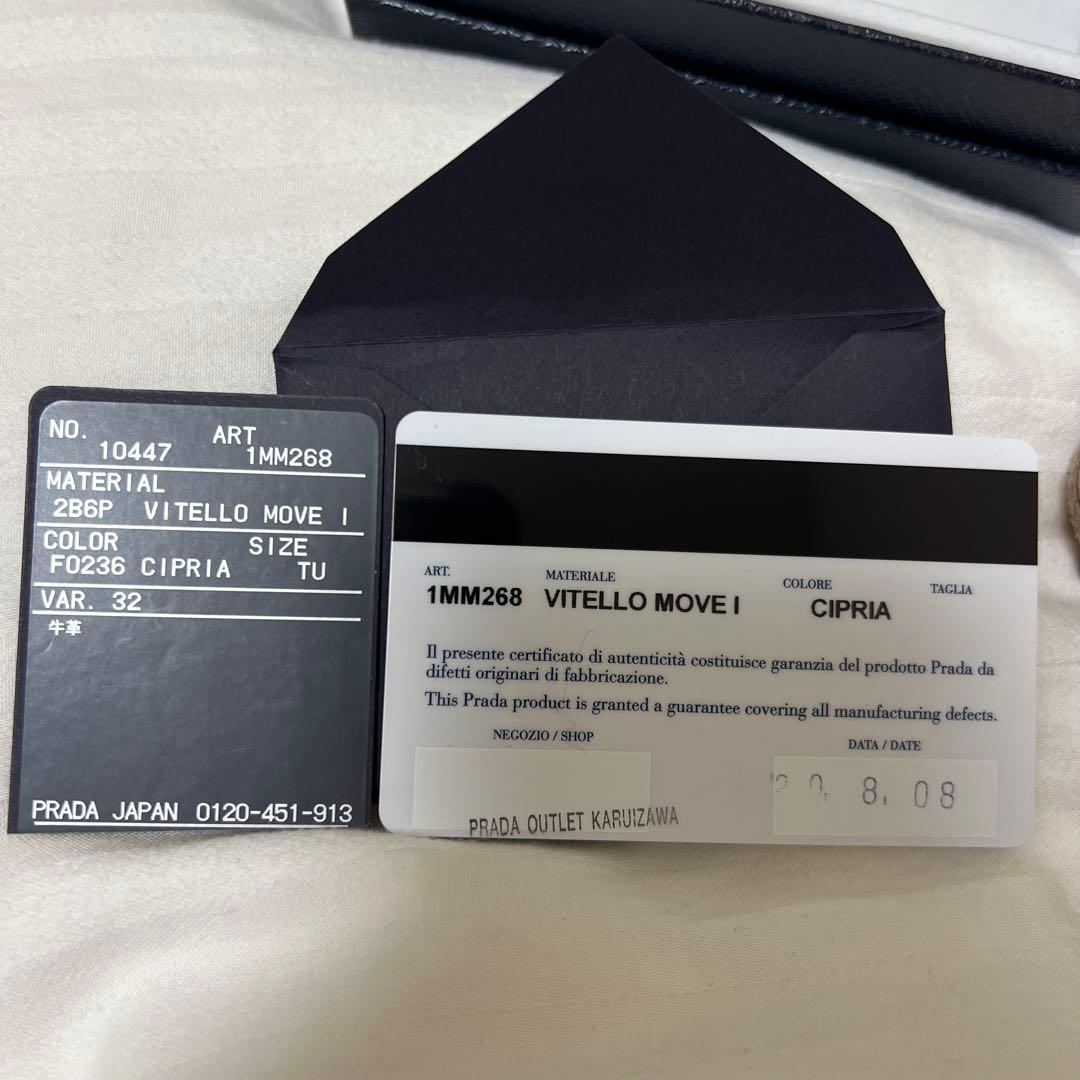 NO. ART
10447 1MM268
MATERIAL
2B6P VITELLO MOVE I
COLOR SIZE
F0236 CIPRIA TU
VAR. 32
牛革
PRADA JAPAN 0120-451-913
ART. MATERIALE COLORE TAGLIA
1MM268 VITELLO MOVE I CIPRIA
Il presente certificato di autenticità costituisce garanzia del prodotto Prada da
difetti originari di fabbricazione.
This Prada product is granted a guarantee covering all manufacturing defects.
NEGOZIO / SHOP DATA / DATE
PRADA OUTLET KARUIZAWA
20. 8. 08